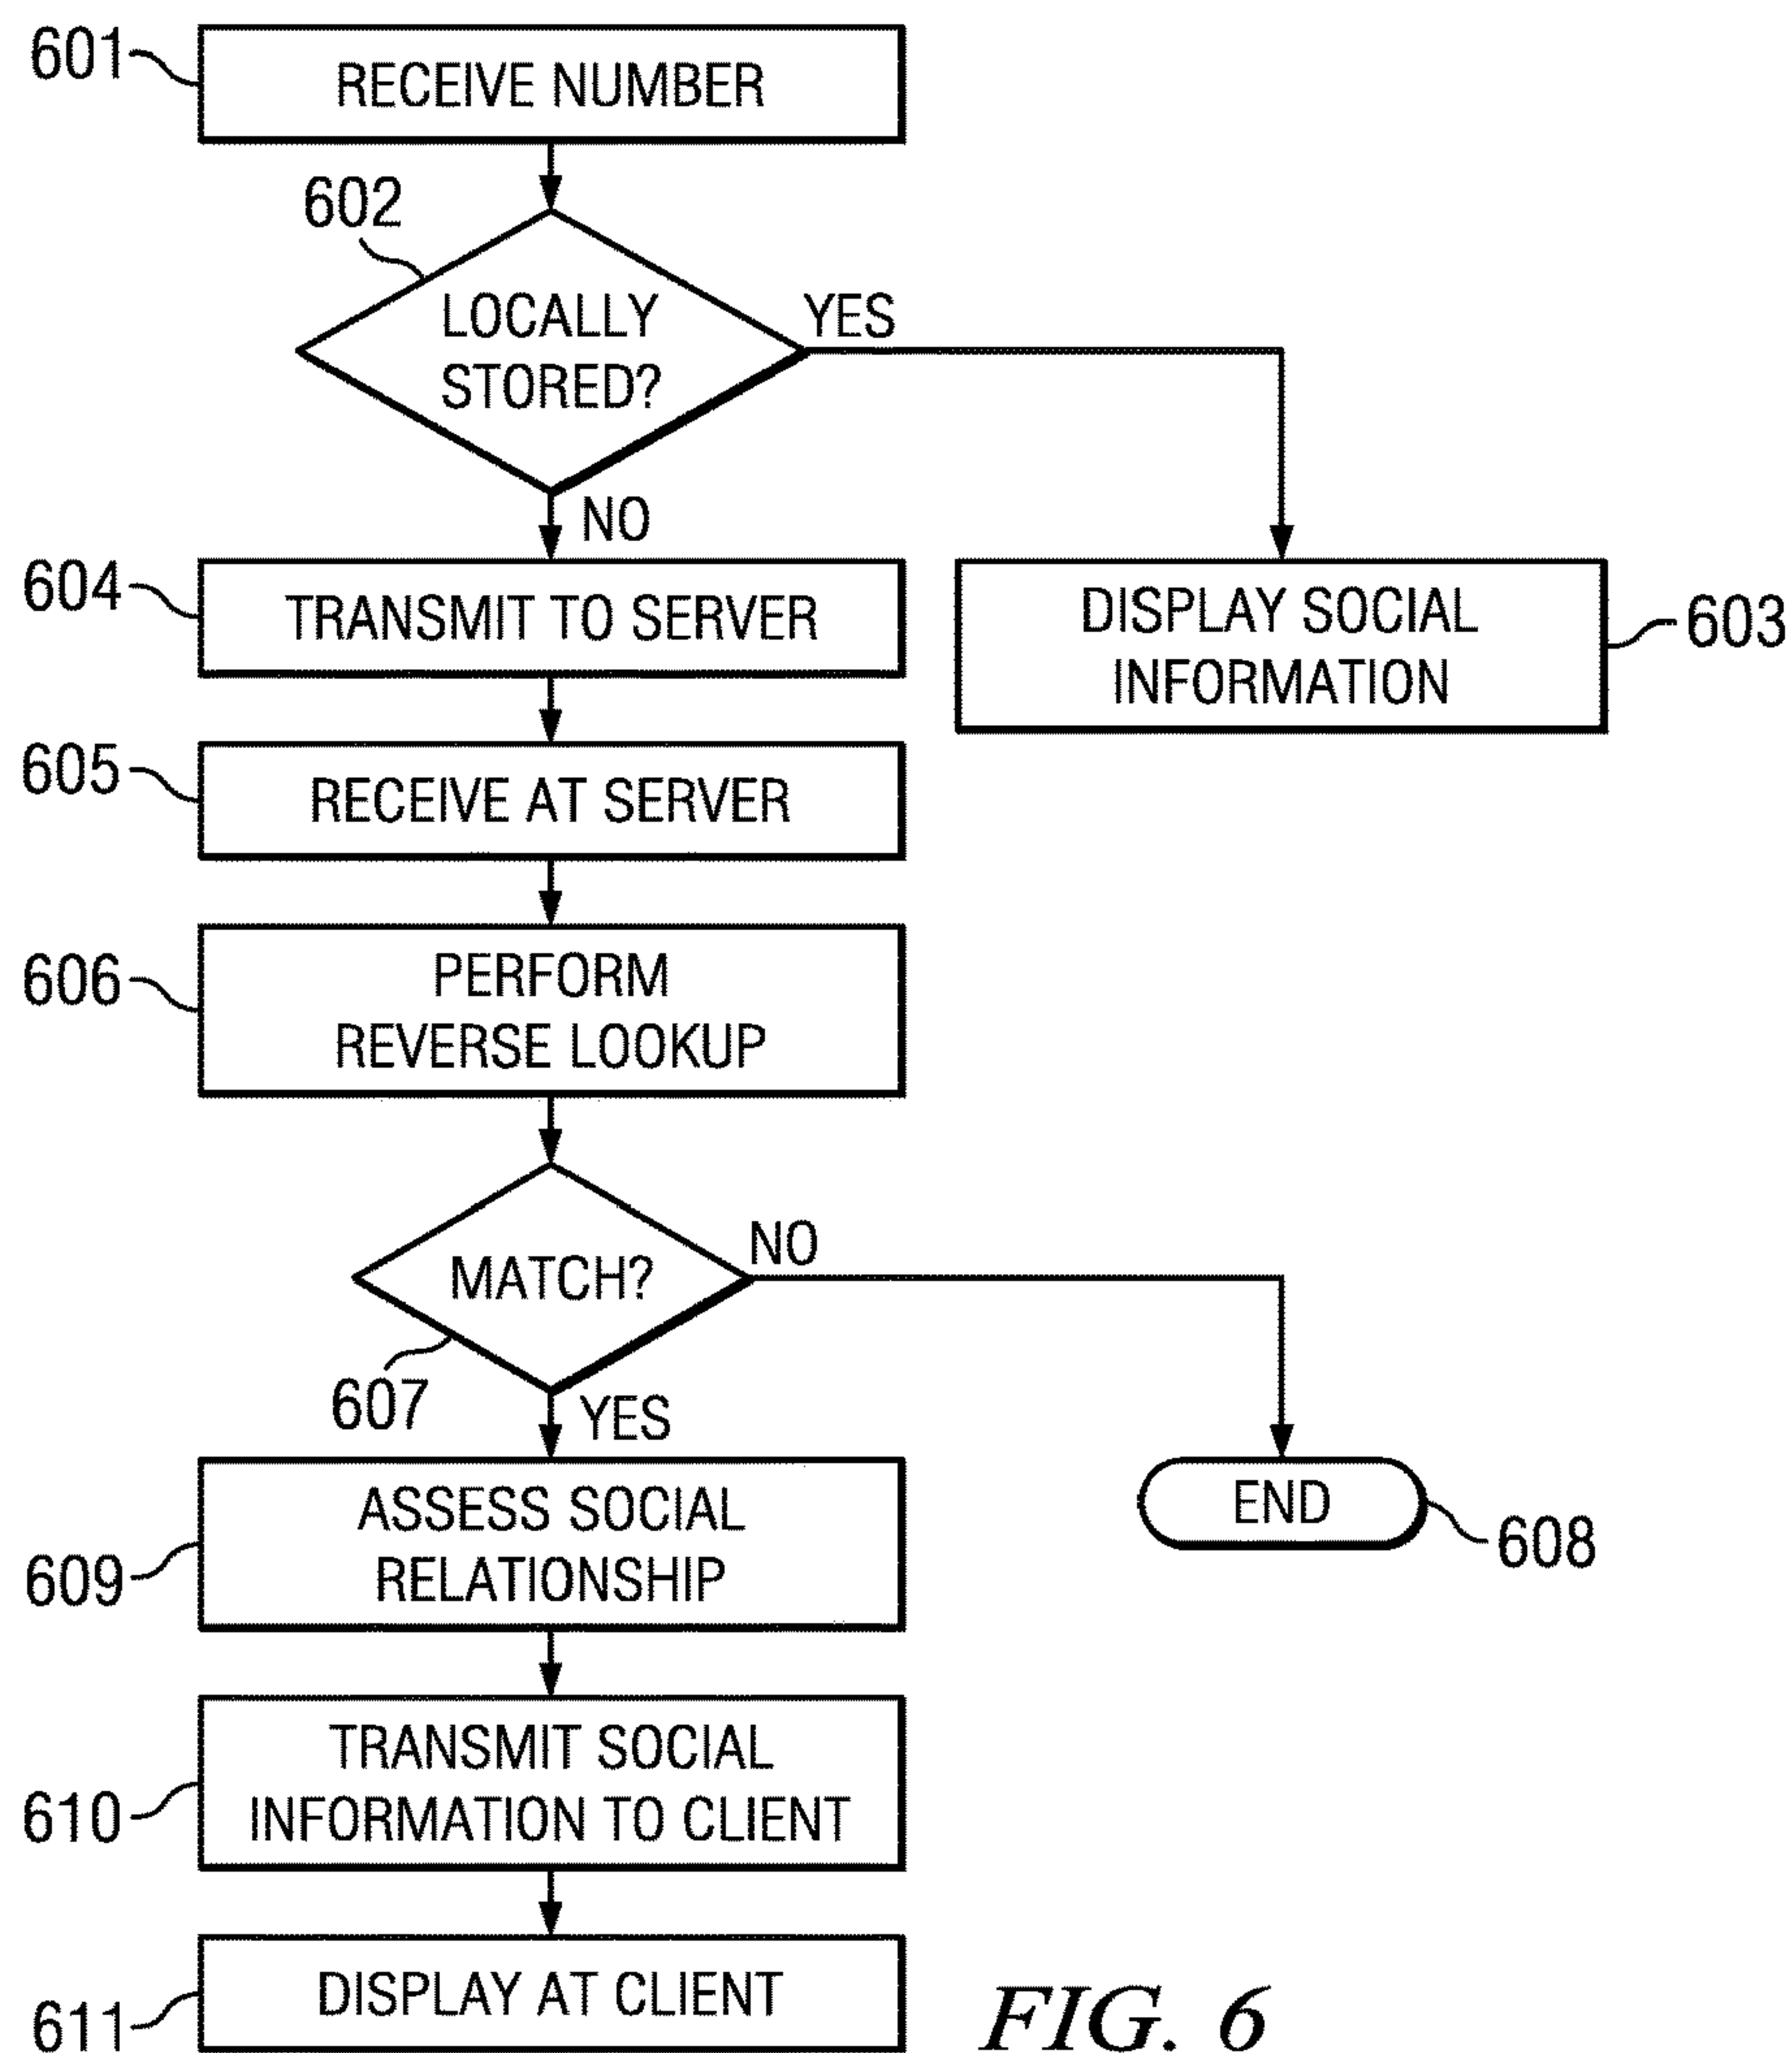 601
RECEIVE NUMBER
602
LOCALLY
STORED?
YES
NO
604
TRANSMIT TO SERVER
DISPLAY SOCIAL
INFORMATION
603
605
RECEIVE AT SERVER
606
PERFORM
REVERSE LOOKUP
MATCH?
NO
607
YES
609
ASSESS SOCIAL
RELATIONSHIP
END
608
610
TRANSMIT SOCIAL
INFORMATION TO CLIENT
611
DISPLAY AT CLIENT
FIG. 6